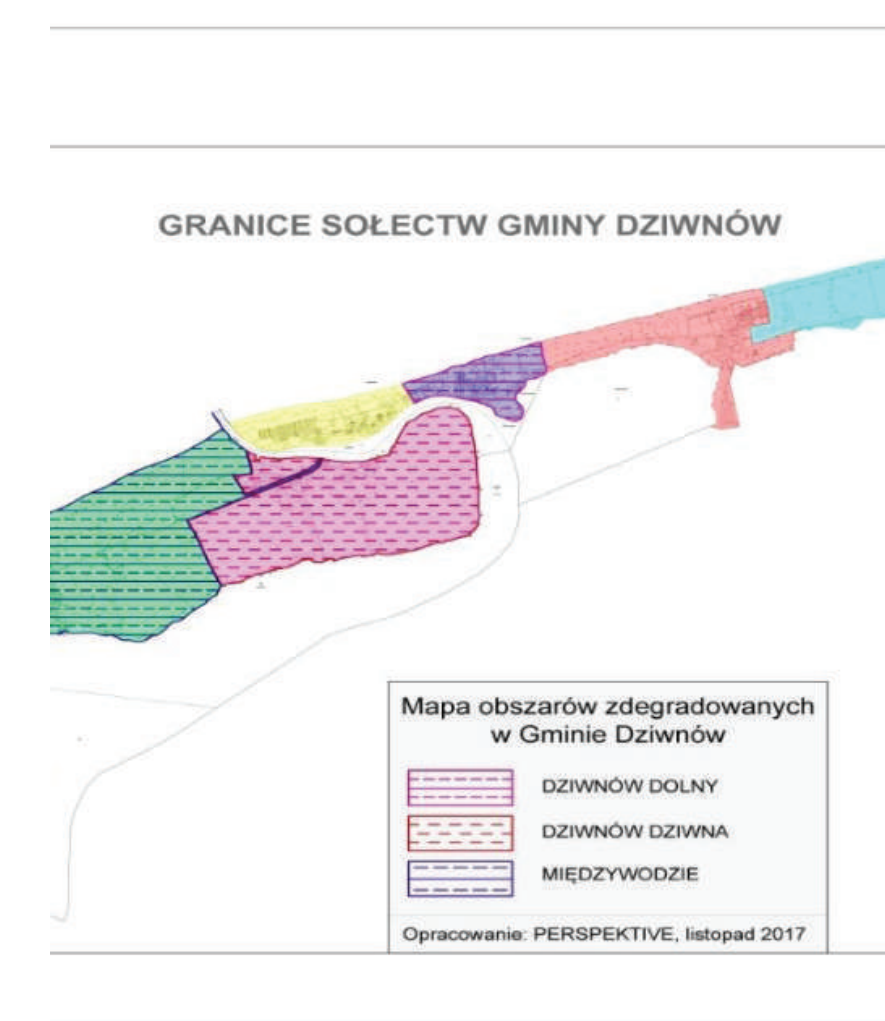 GRANICE SOŁECTW GMINY DZIWNÓW
Mapa obszarów zdegradowanych
w Gminie Dziwnów
DZIWNÓW DOLNY
DZIWNÓW DZIWNA
MIĘDZYWODZIE
Opracowanie: PERSPEKTIVE, listopad 2017